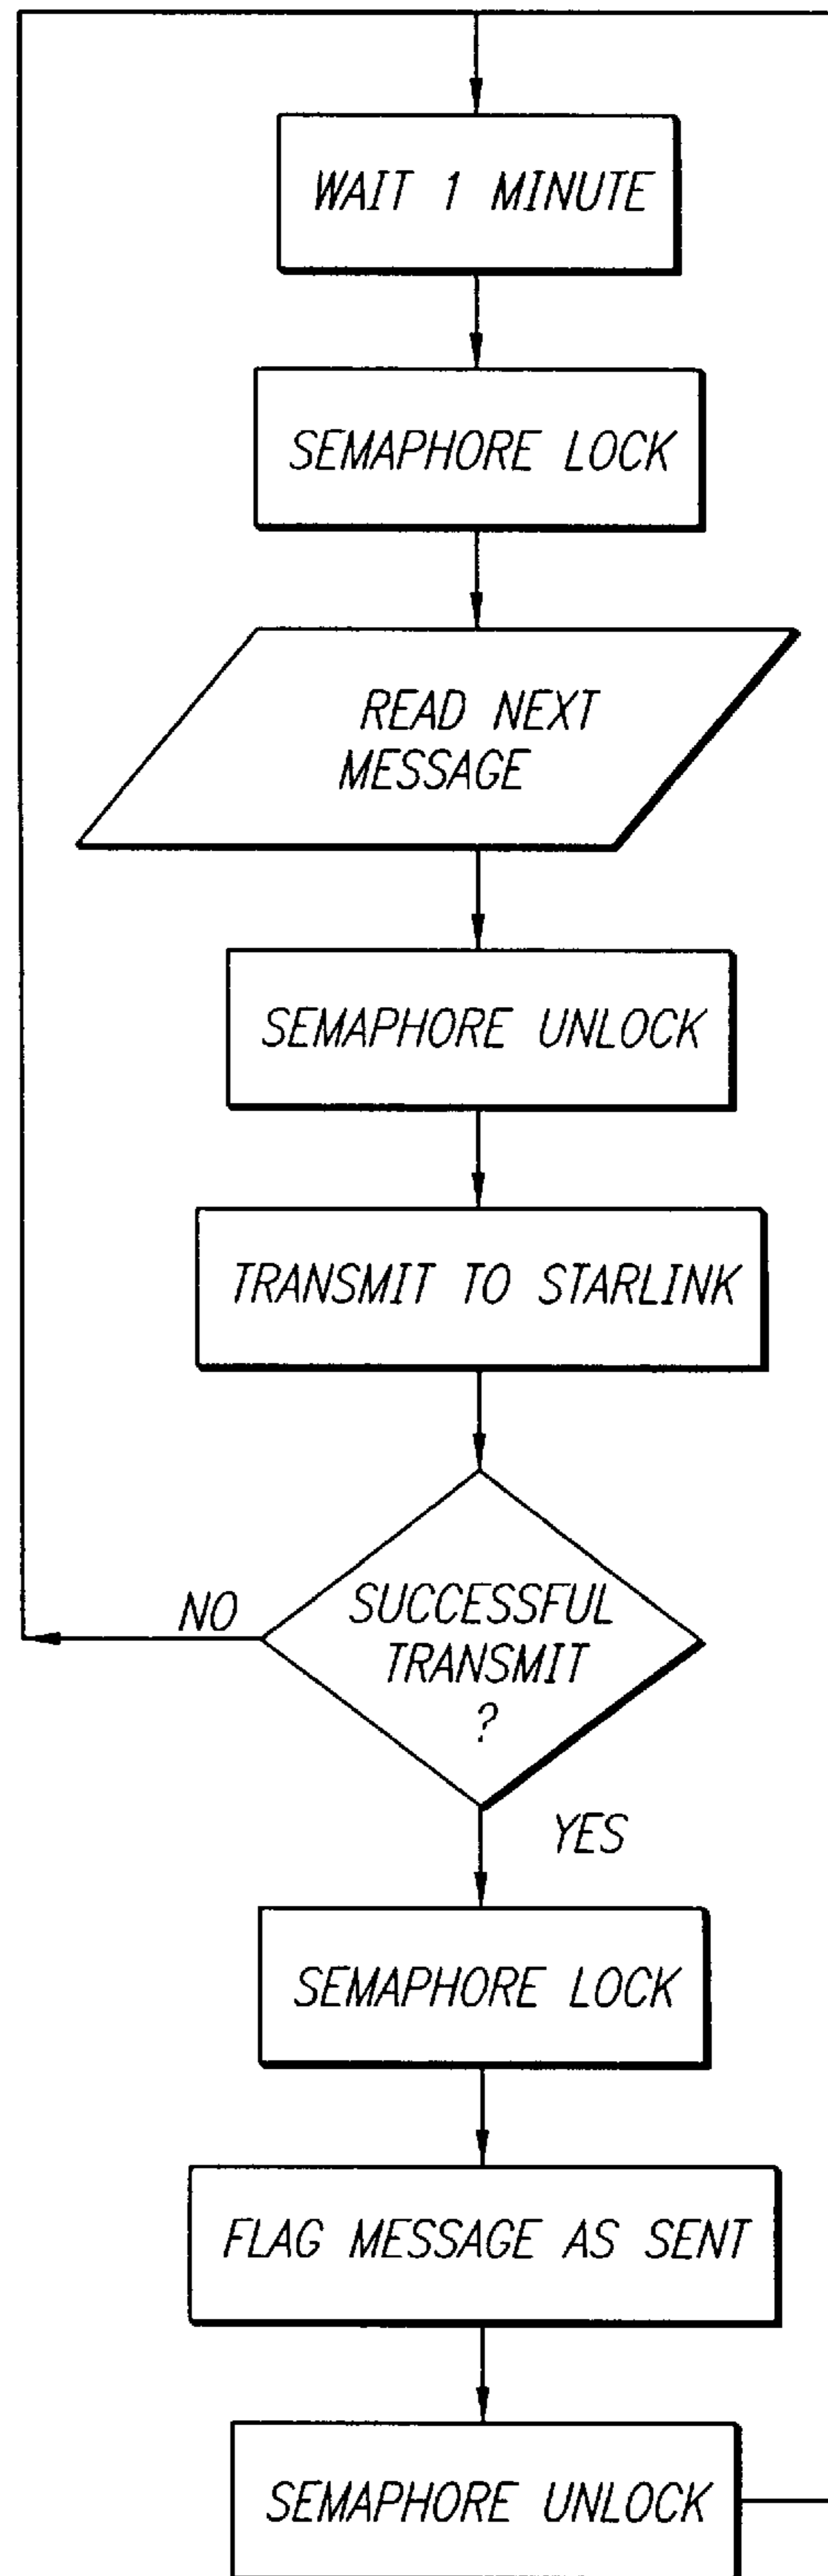 WAIT 1 MINUTE
SEMAPHORE LOCK
READ NEXT
MESSAGE
SEMAPHORE UNLOCK
TRANSMIT TO STARLINK
SUCCESSFUL
TRANSMIT
?
NO
YES
SEMAPHORE LOCK
FLAG MESSAGE AS SENT
SEMAPHORE UNLOCK